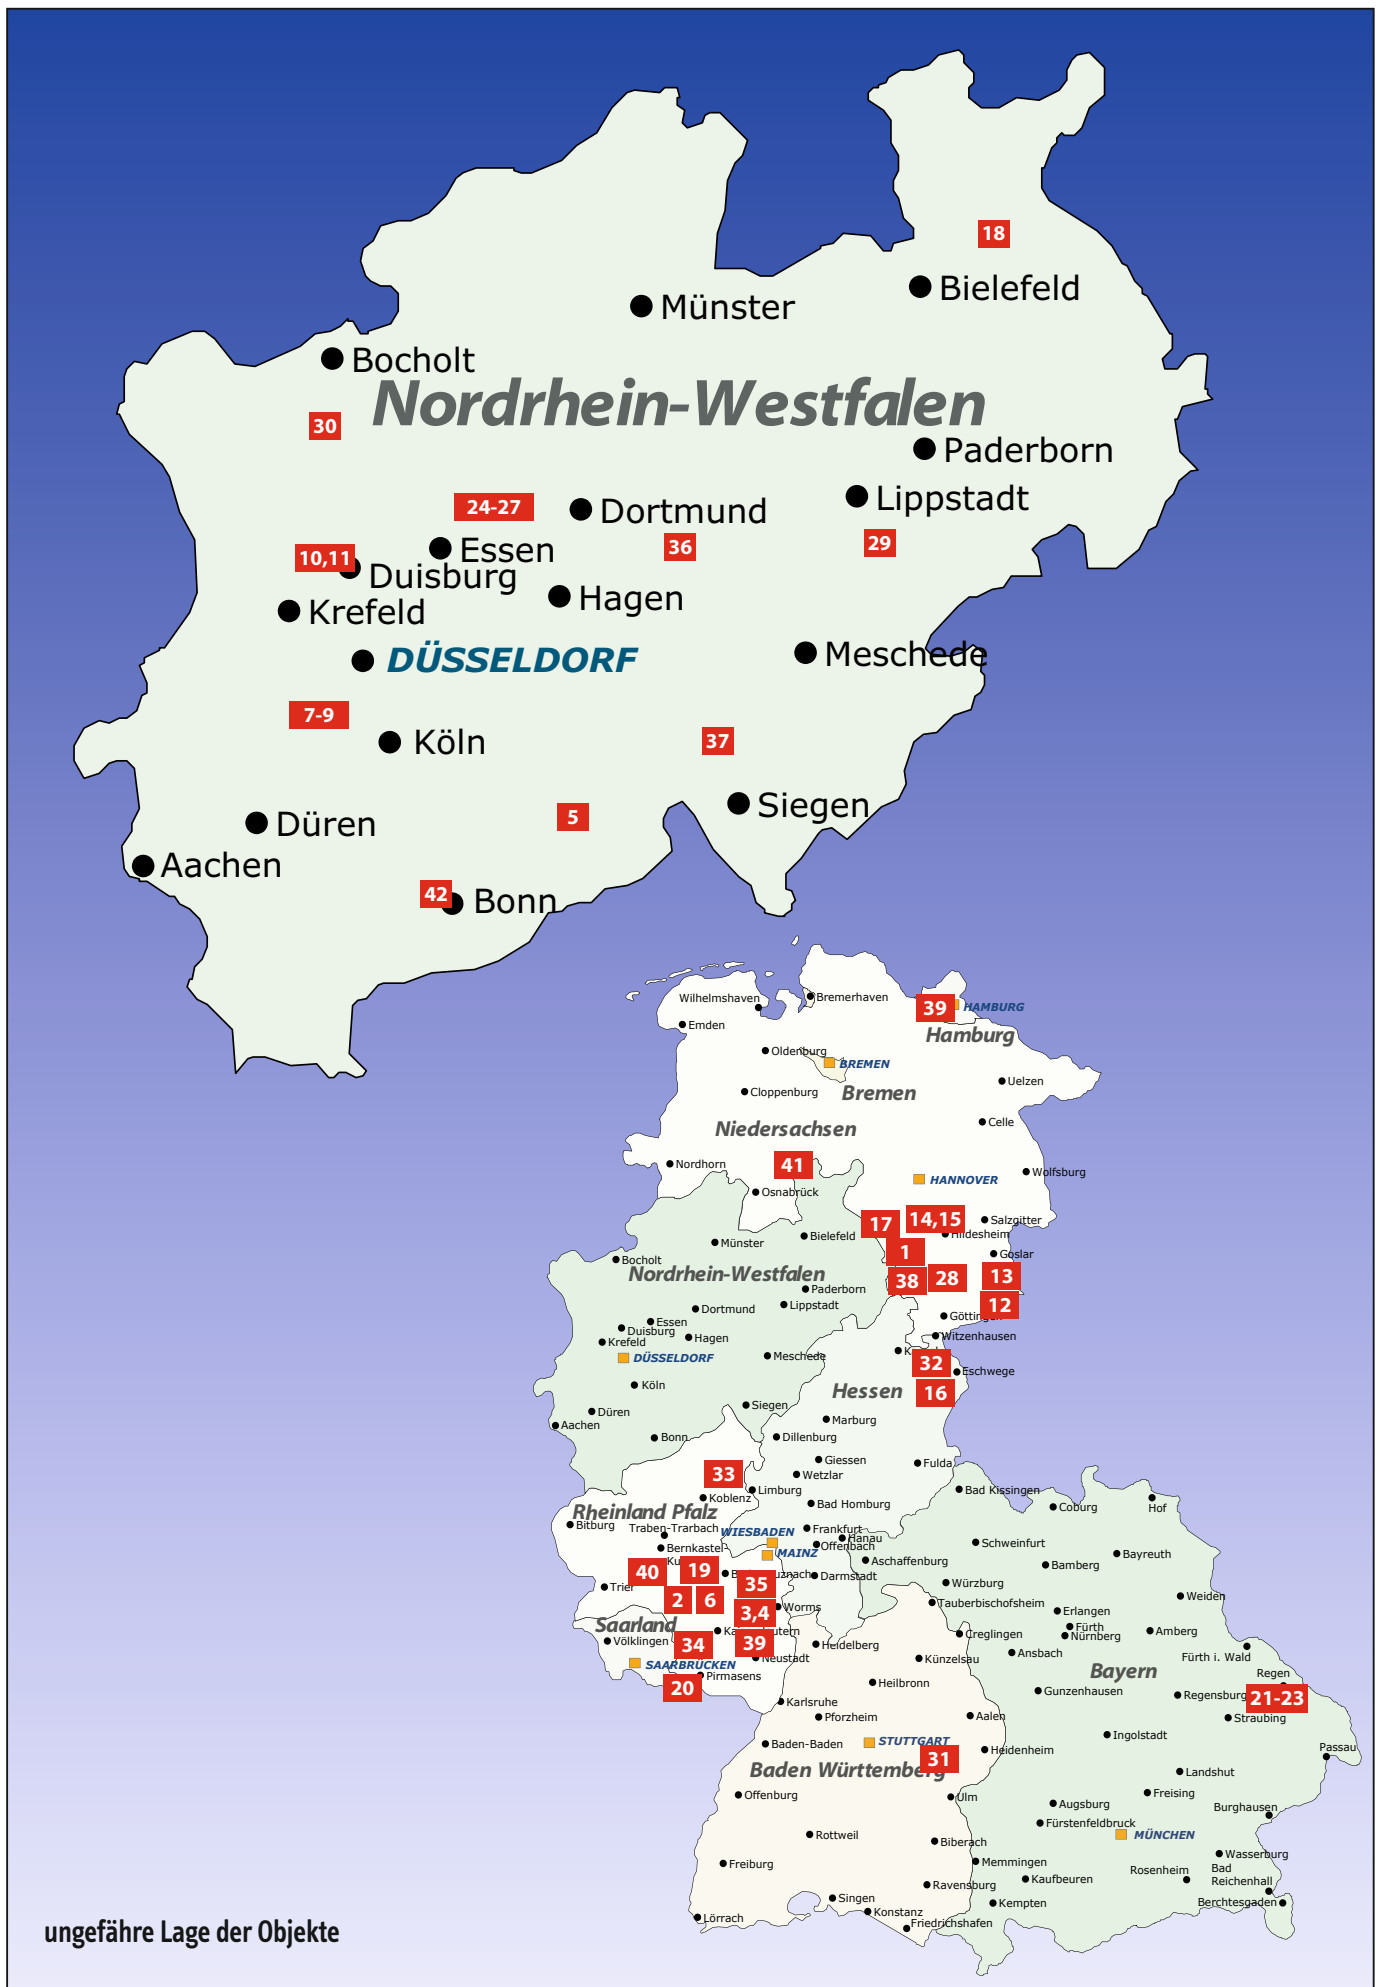 18
Bielefeld
Münster
Bocholt
Nordrhein-Westfalen
30
Paderborn
Lippstadt
24-27
Dortmund
36
29
Essen
10,11
Duisburg
Hagen
Krefeld
Meschede
DÜSSELDORF
7-9
Köln
37
Siegen
5
Düren
Aachen
42
Bonn
Wilhelmshaven
Bremerhaven
39
HAMBURG
Emden
Hamburg
Oldenburg
BREMEN
Uelzen
Cloppenburg
Bremen
Celle
Niedersachsen
Nordhorn
41
Wolfsburg
HANNOVER
Osnabrück
17
14,15
Salzgitter
Hildesheim
Bielefeld
Münster
1
Goslar
Bocholt
Nordrhein-Westfalen
38
28
13
Paderborn
Lippstadt
12
Dortmund
Göttingen
Essen
Duisburg
Hagen
Krefeld
Witzenhausen
DÜSSELDORF
Meschede
32
Eschwege
Köln
Hessen
16
Siegen
Düren
Marburg
Aachen
Bonn
Dillenburg
Giessen
Fulda
33
Wetzlar
Limburg
Bad Kissingen
Koblenz
Bad Homburg
Coburg
Hof
Rheinland Pfalz
Bitburg
Traben-Trarbach
WIESBADEN
Frankfurt
Hanau
Offenbach
Schweinfurt
Bernkastel-
MAINZ
Bayreuth
Aschaffenburg
Bamberg
40
19
Darmstadt
35
Würzburg
Trier
2
6
Weiden
Tauberbischofsheim
3,4
Worms
Erlangen
Saarland
Fürth
Nürnberg
Amberg
Creglingen
Völklingen
34
39
Heidelberg
Ansbach
Fürth i. Wald
Neustadt
Künzelsau
SAARBRÜCKEN
Bayern
Regen
Pirmasens
20
Heilbronn
Gunzenhausen
Regensburg
21-23
Karlsruhe
Pforzheim
Aalen
Straubing
Ingolstadt
Baden-Baden
STUTTGART
Heidenheim
Passau
31
Baden Württemberg
Landshut
Offenburg
Ulm
Freising
Augsburg
Burghausen
Fürstenfeldbruck
Rottweil
MÜNCHEN
Biberach
Wasserburg
Freiburg
Memmingen
Rosenheim
Bad
Reichenhall
Kaufbeuren
Ravensburg
Singen
Kempten
Berchtesgaden
Konstanz
Lörrach
Friedrichshafen
ungefähre Lage der Objekte